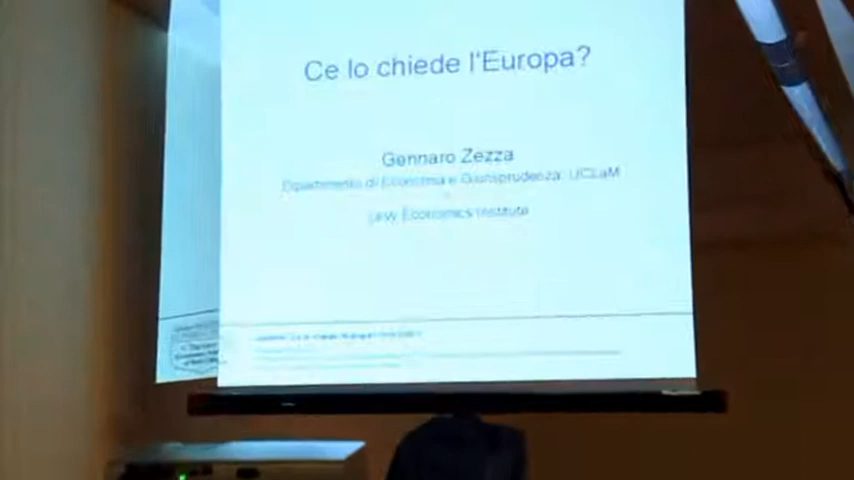 Ce lo chiede l'Europa?
Gennaro Zezza
Dipartimento di Economia e Giurisprudenza, UCLaM
Levy Economics Institute